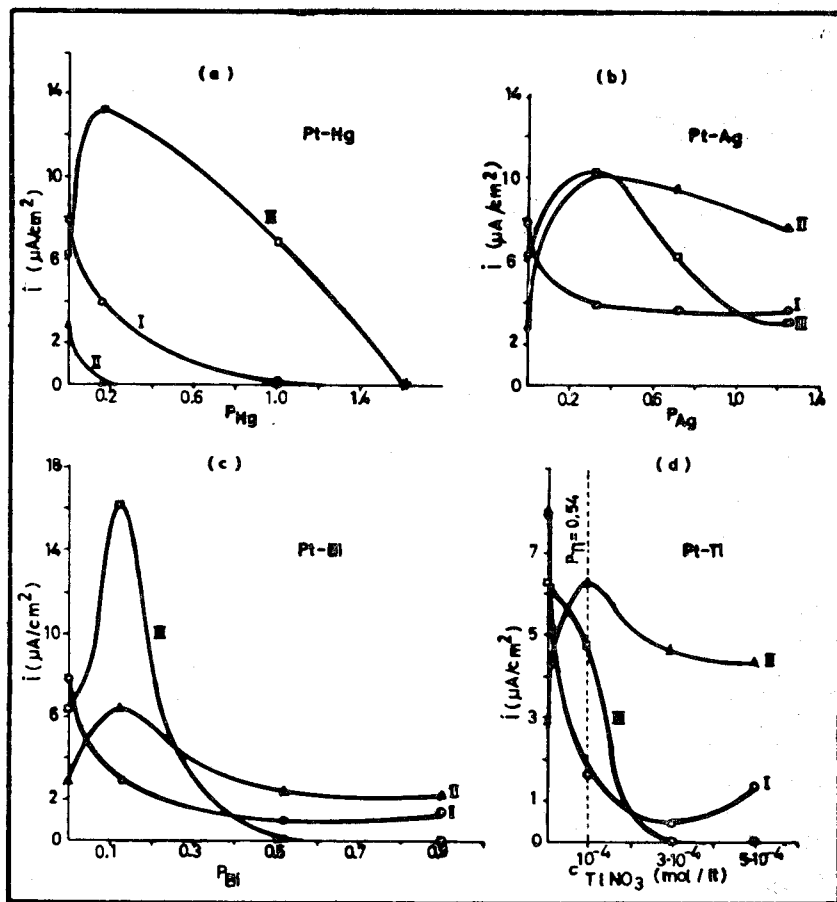 (a)
14
Pt-Hg
10
i (μA/cm²)
6
2
0
I
II
III
0.2 0.6 1.0 1.4
P_Hg
(b)
14
Pt-Ag
10
i (μA/cm²)
6
2
0
II
I
III
0.2 0.6 1.0 1.4
P_Ag
(c)
18
Pt-Bi
14
10
i (μA/cm²)
6
2
0
III
II
I
0.1 0.3 0.5 0.7 0.9
P_Bi
(d)
P_Tl=0,54
Pt-Tl
7
5
i (μA/cm²)
3
1
0
II
III
I
10⁻⁴ 3·10⁻⁴ 5·10⁻⁴
c TlNO₃ (mol/lt)